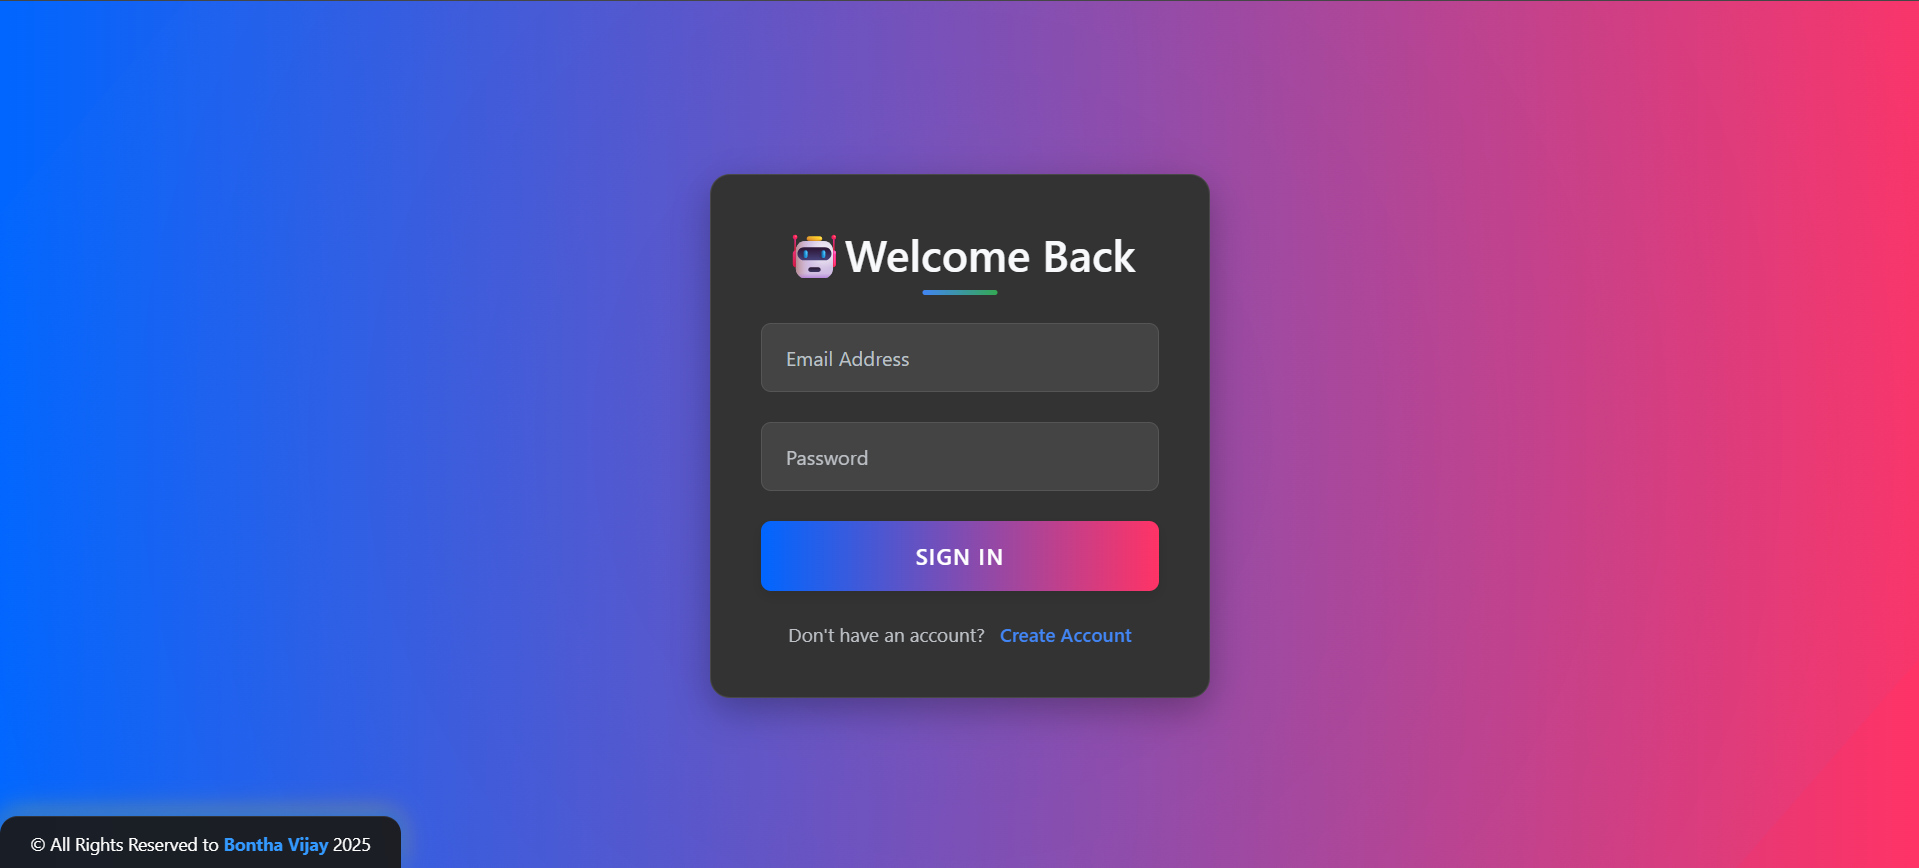 🤖Welcome Back
Email Address
Password
SIGN IN
Don't have an account? Create Account
© All Rights Reserved to Bontha Vijay 2025